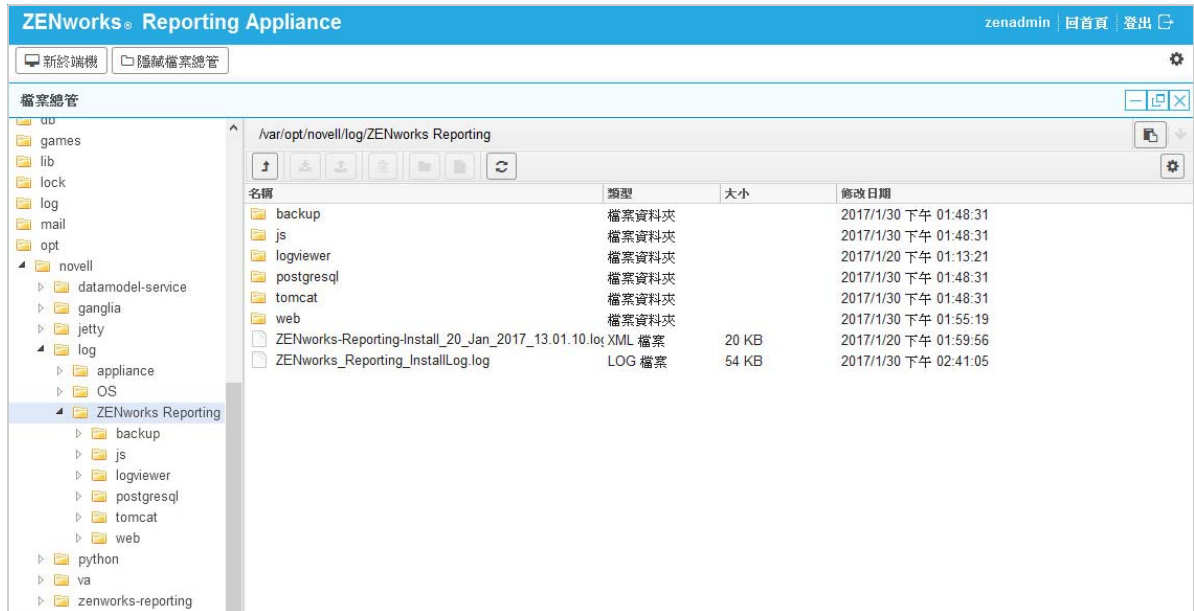 ZENworks® Reporting Appliance
zenadmin 回首頁 登出
新終端機 隱藏檔案總管
檔案總管
db
games
lib
lock
log
mail
opt
novell
datamodel-service
ganglia
jetty
log
appliance
OS
ZENworks Reporting
backup
js
logviewer
postgresql
tomcat
web
python
va
zenworks-reporting
/var/opt/novell/log/ZENworks Reporting
名稱 類型 大小 修改日期
backup 檔案資料夾 2017/1/30 下午 01:48:31
js 檔案資料夾 2017/1/30 下午 01:48:31
logviewer 檔案資料夾 2017/1/20 下午 01:13:21
postgresql 檔案資料夾 2017/1/30 下午 01:48:31
tomcat 檔案資料夾 2017/1/30 下午 01:48:31
web 檔案資料夾 2017/1/30 下午 01:55:19
ZENworks-Reporting-Install_20_Jan_2017_13.01.10.log XML 檔案 20 KB 2017/1/20 下午 01:59:56
ZENworks_Reporting_InstallLog.log LOG 檔案 54 KB 2017/1/30 下午 02:41:05